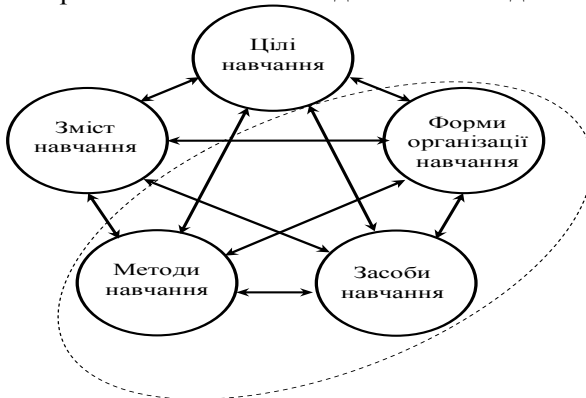 Цілі
навчання
Зміст
навчання
Форми
організації
навчання
Методи
навчання
Засоби
навчання